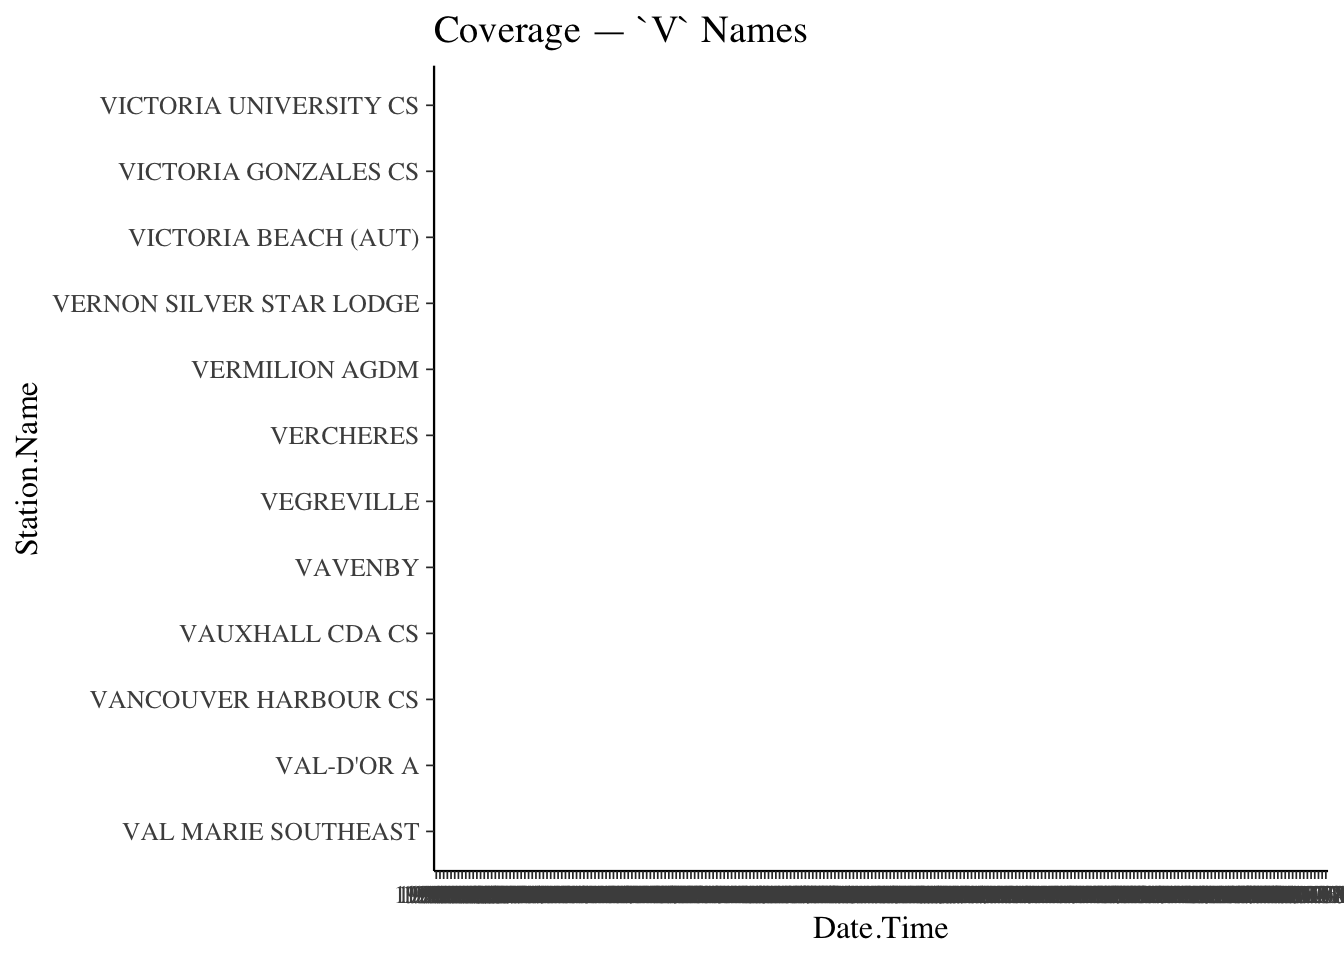 Coverage — `V` Names
VICTORIA UNIVERSITY CS
VICTORIA GONZALES CS
VICTORIA BEACH (AUT)
VERNON SILVER STAR LODGE
VERMILION AGDM
VERCHERES
VEGREVILLE
VAVENBY
VAUXHALL CDA CS
VANCOUVER HARBOUR CS
VAL-D'OR A
VAL MARIE SOUTHEAST
Station.Name
Date.Time